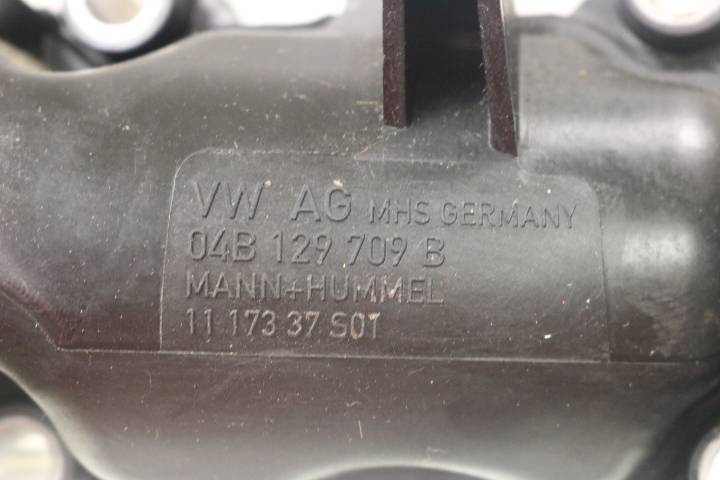 VW AG MHS GERMANY
04B 129 709 B
MANN+HUMMEL
11 173 37 S01